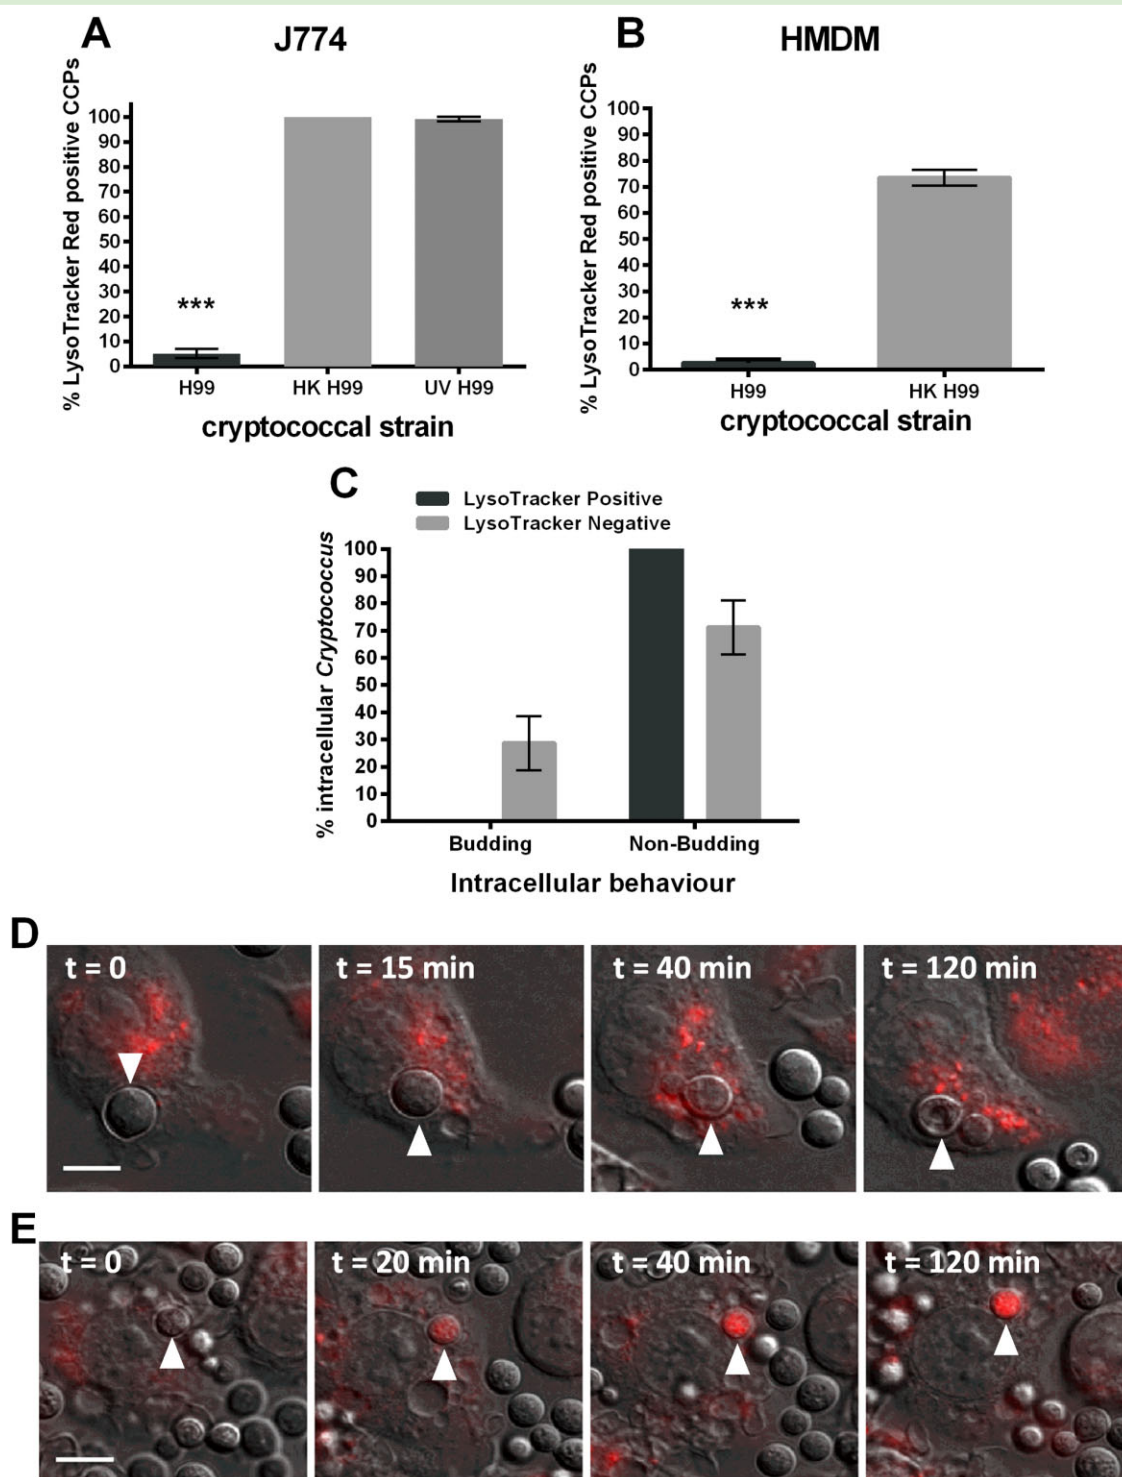 A
J774
% LysoTracker Red positive CCPs
100
90
80
70
60
50
40
30
20
10
0
***
H99
HK H99
UV H99
cryptococcal strain
B
HMDM
% LysoTracker Red positive CCPs
100
90
80
70
60
50
40
30
20
10
0
***
H99
HK H99
cryptococcal strain
C
LysoTracker Positive
LysoTracker Negative
% intracellular Cryptococcus
100
90
80
70
60
50
40
30
20
10
0
Budding
Non-Budding
Intracellular behaviour
D
t = 0
t = 15 min
t = 40 min
t = 120 min
E
t = 0
t = 20 min
t = 40 min
t = 120 min